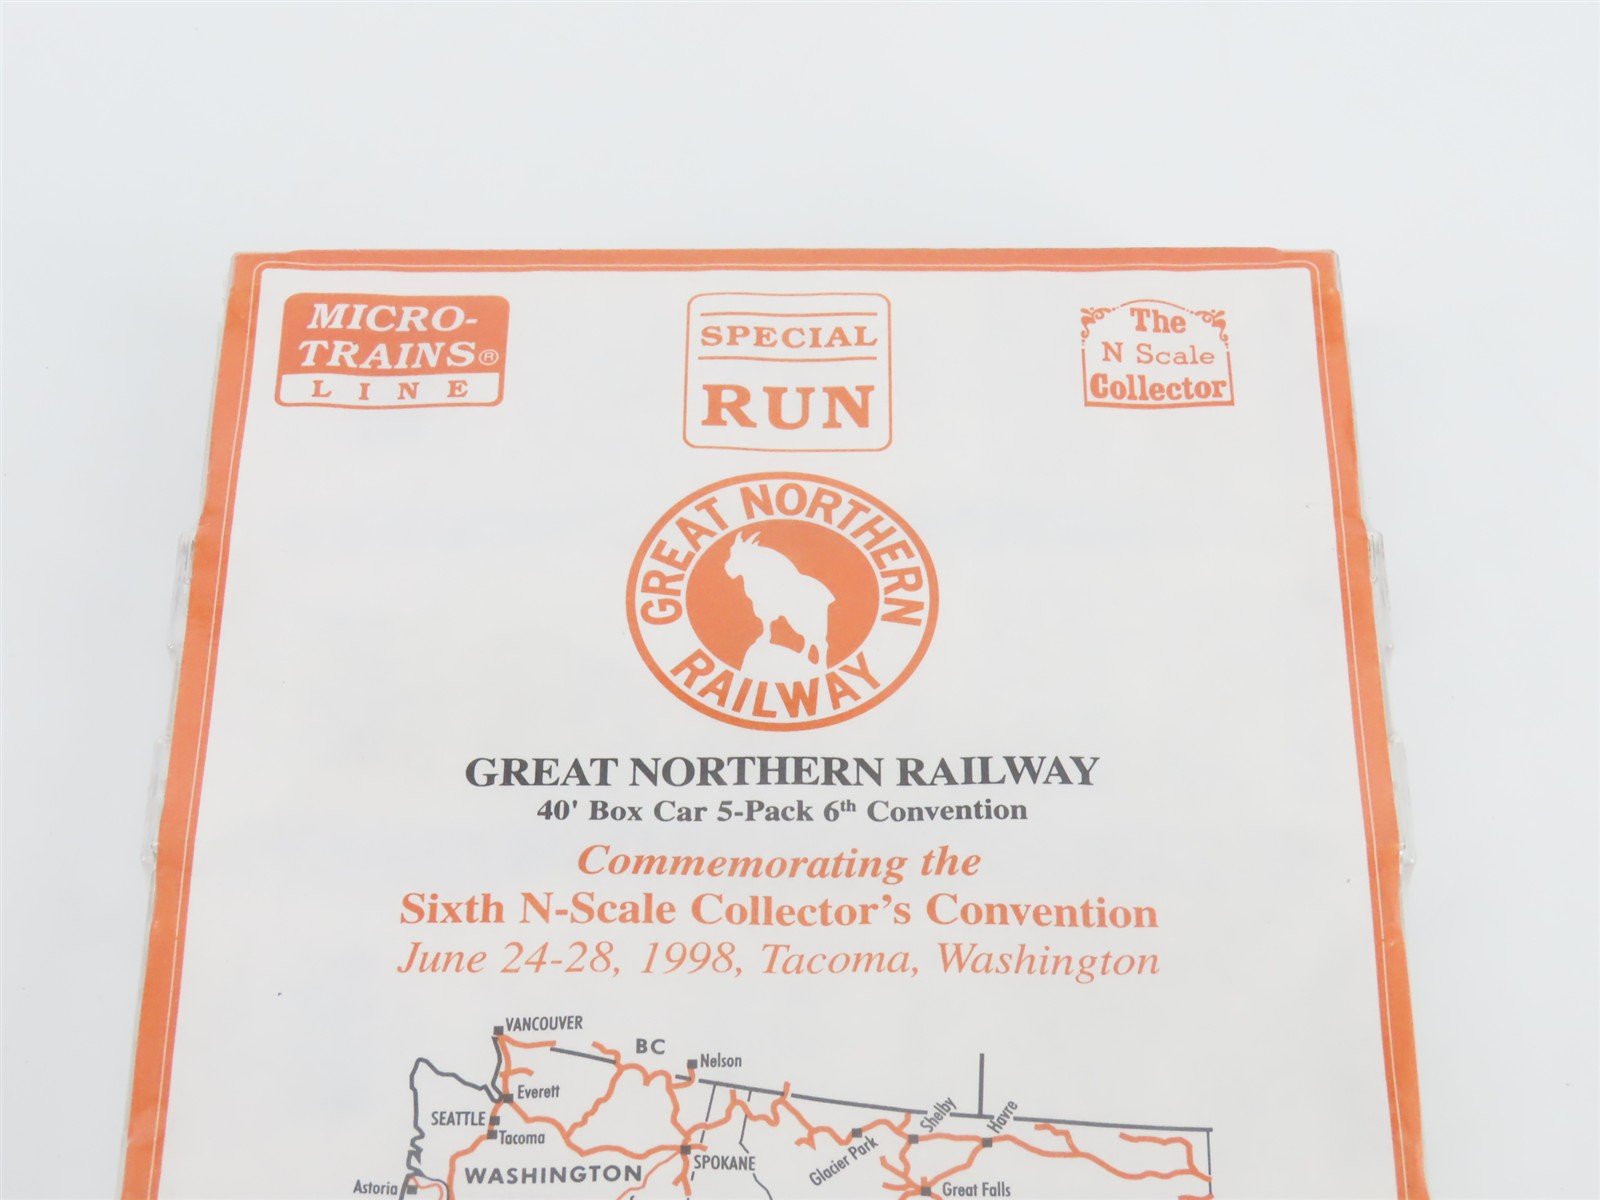 MICRO-
TRAINS®
LINE
SPECIAL
RUN
The
N Scale
Collector
GREAT NORTHERN
RAILWAY
GREAT NORTHERN RAILWAY
40' Box Car 5-Pack 6th Convention
Commemorating the
Sixth N-Scale Collector's Convention
June 24-28, 1998, Tacoma, Washington
VANCOUVER
BC
Nelson
Everett
SEATTLE
Tacoma
Shelby
Havre
Glacier Park
SPOKANE
WASHINGTON
Astoria
Great Falls